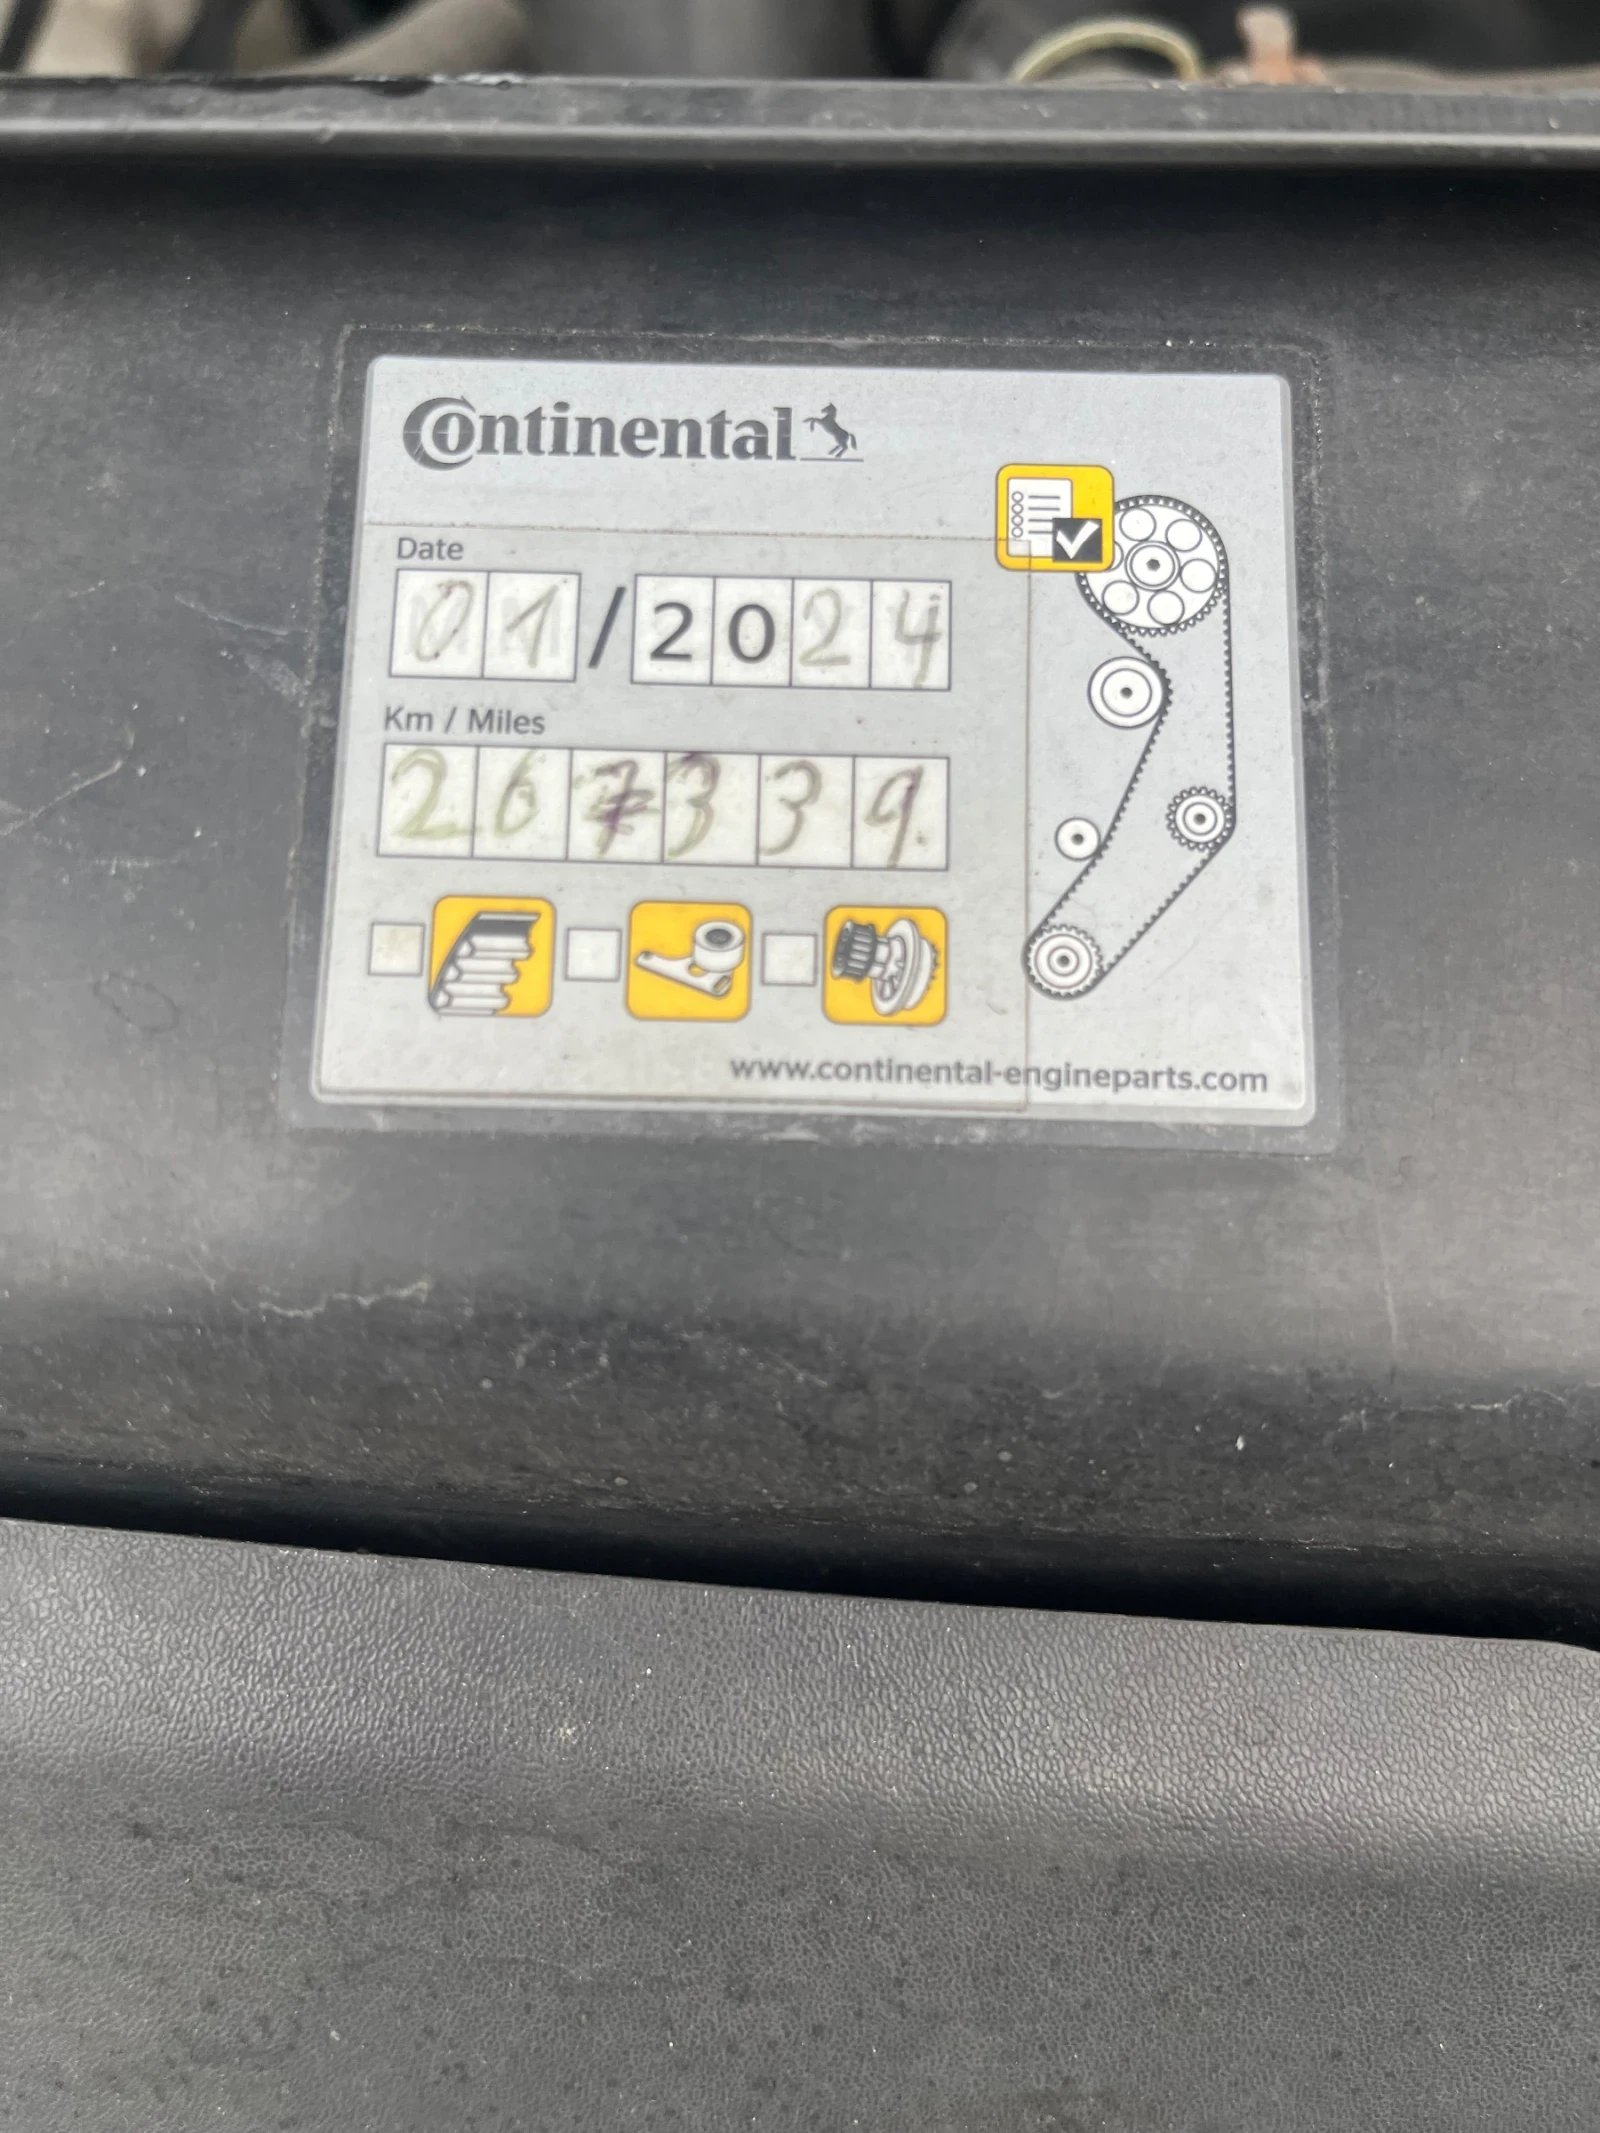 Continental
Date
01/2024
Km / Miles
267339
www.continental-engineparts.com